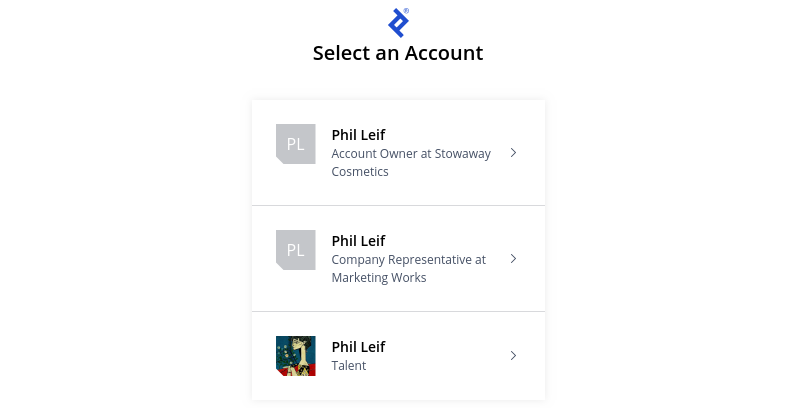 ®
Select an Account
PL
Phil Leif
Account Owner at Stowaway
Cosmetics
PL
Phil Leif
Company Representative at
Marketing Works
Phil Leif
Talent